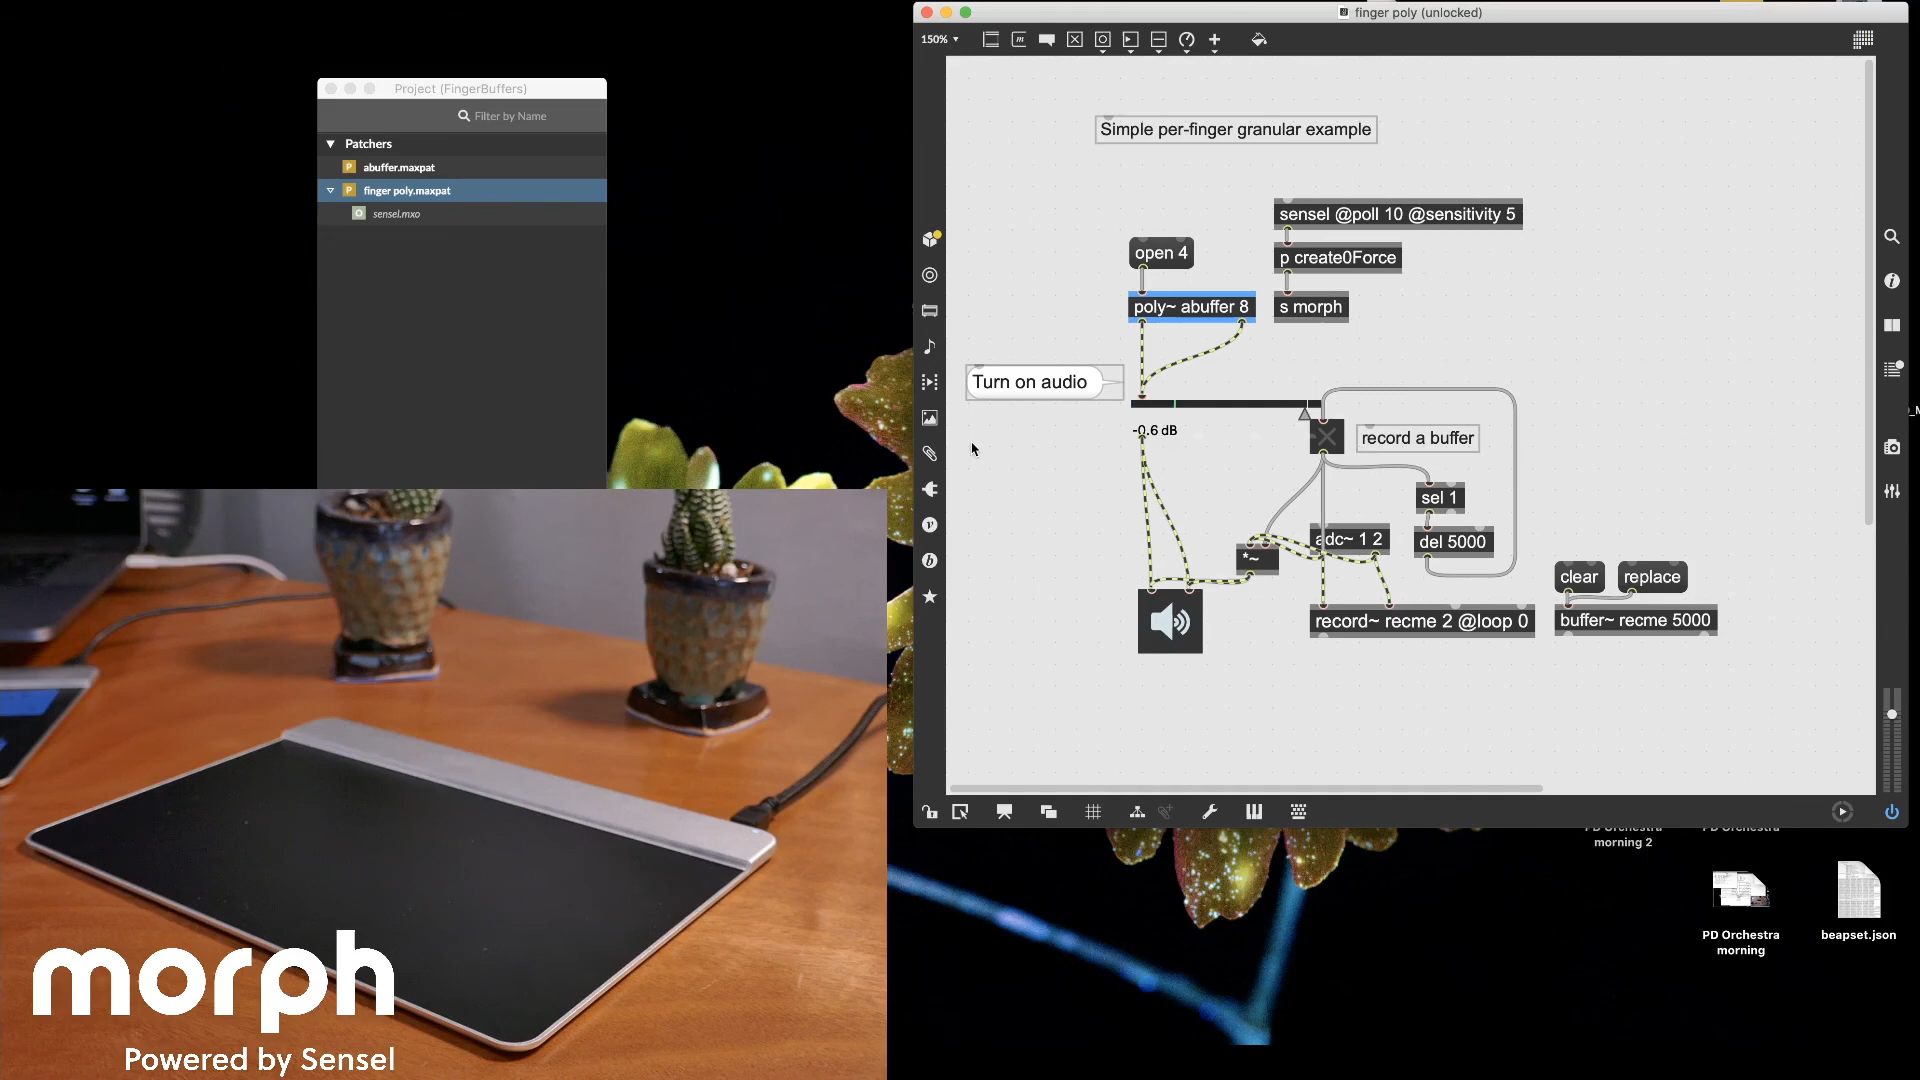 finger poly (unlocked)
150%
Project (FingerBuffers)
Filter by Name
Patchers
abuffer.maxpat
finger poly.maxpat
sensel.mxo
Simple per-finger granular example
sensel @poll 10 @sensitivity 5
open 4
p create0Force
poly~ abuffer 8
s morph
Turn on audio
-0.6 dB
record a buffer
sel 1
adc~ 1 2
del 5000
*~
clear
replace
record~ recme 2 @loop 0
buffer~ recme 5000
morning 2
PD Orchestra
morning
beapset.json
morph
Powered by Sensel